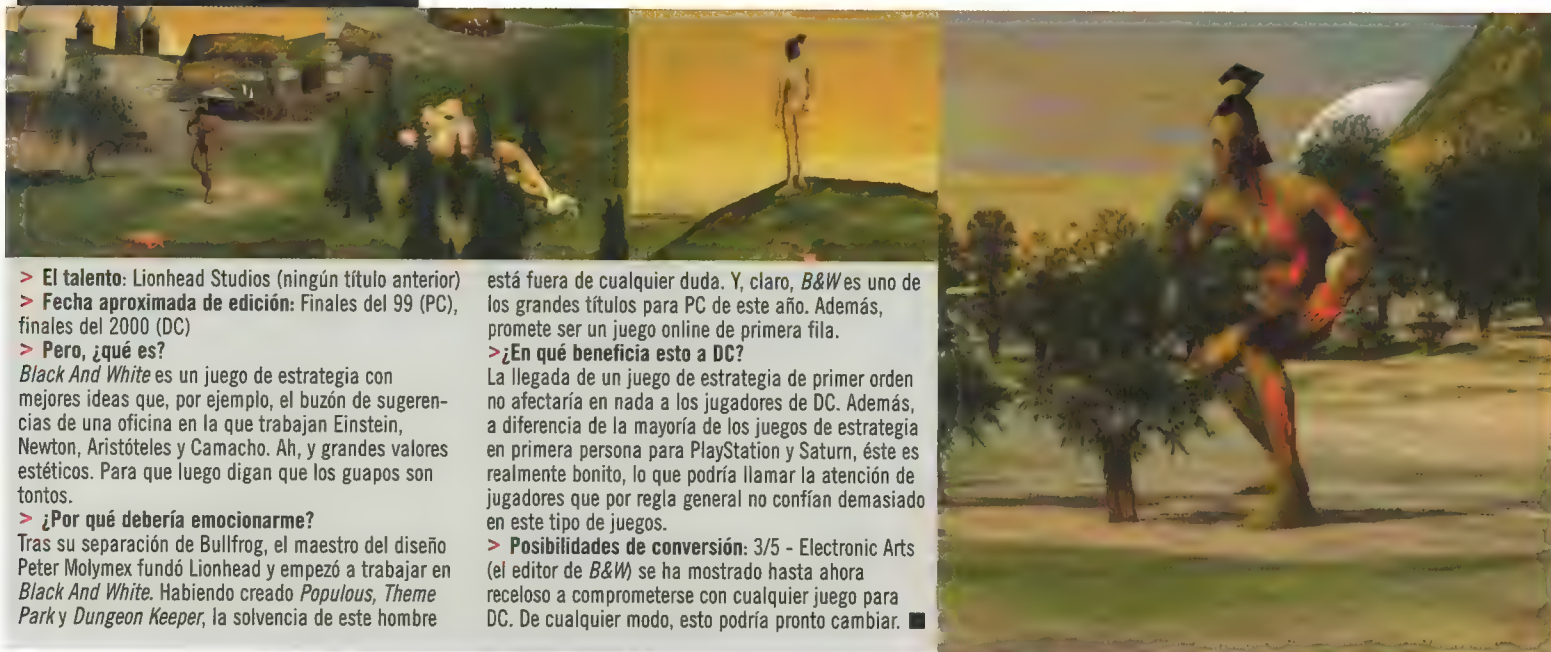 > El talento: Lionhead Studios (ningún título anterior)
> Fecha aproximada de edición: Finales del 99 (PC),
finales del 2000 (DC)
> Pero, ¿qué es?
Black And White es un juego de estrategia con
mejores ideas que, por ejemplo, el buzón de sugeren-
cias de una oficina en la que trabajan Einstein,
Newton, Aristóteles y Camacho. Ah, y grandes valores
estéticos. Para que luego digan que los guapos son
tontos.
> ¿Por qué debería emocionarme?
Tras su separación de Bullfrog, el maestro del diseño
Peter Molymex fundó Lionhead y empezó a trabajar en
Black And White. Habiendo creado Populous, Theme
Park y Dungeon Keeper, la solvencia de este hombre
está fuera de cualquier duda. Y, claro, B&W es uno de
los grandes títulos para PC de este año. Además,
promete ser un juego online de primera fila.
>¿En qué beneficia esto a DC?
La llegada de un juego de estrategia de primer orden
no afectaría en nada a los jugadores de DC. Además,
a diferencia de la mayoría de los juegos de estrategia
en primera persona para PlayStation y Saturn, éste es
realmente bonito, lo que podría llamar la atención de
jugadores que por regla general no confían demasiado
en este tipo de juegos.
> Posibilidades de conversión: 3/5 - Electronic Arts
(el editor de B&W) se ha mostrado hasta ahora
receloso a comprometerse con cualquier juego para
DC. De cualquier modo, esto podría pronto cambiar.